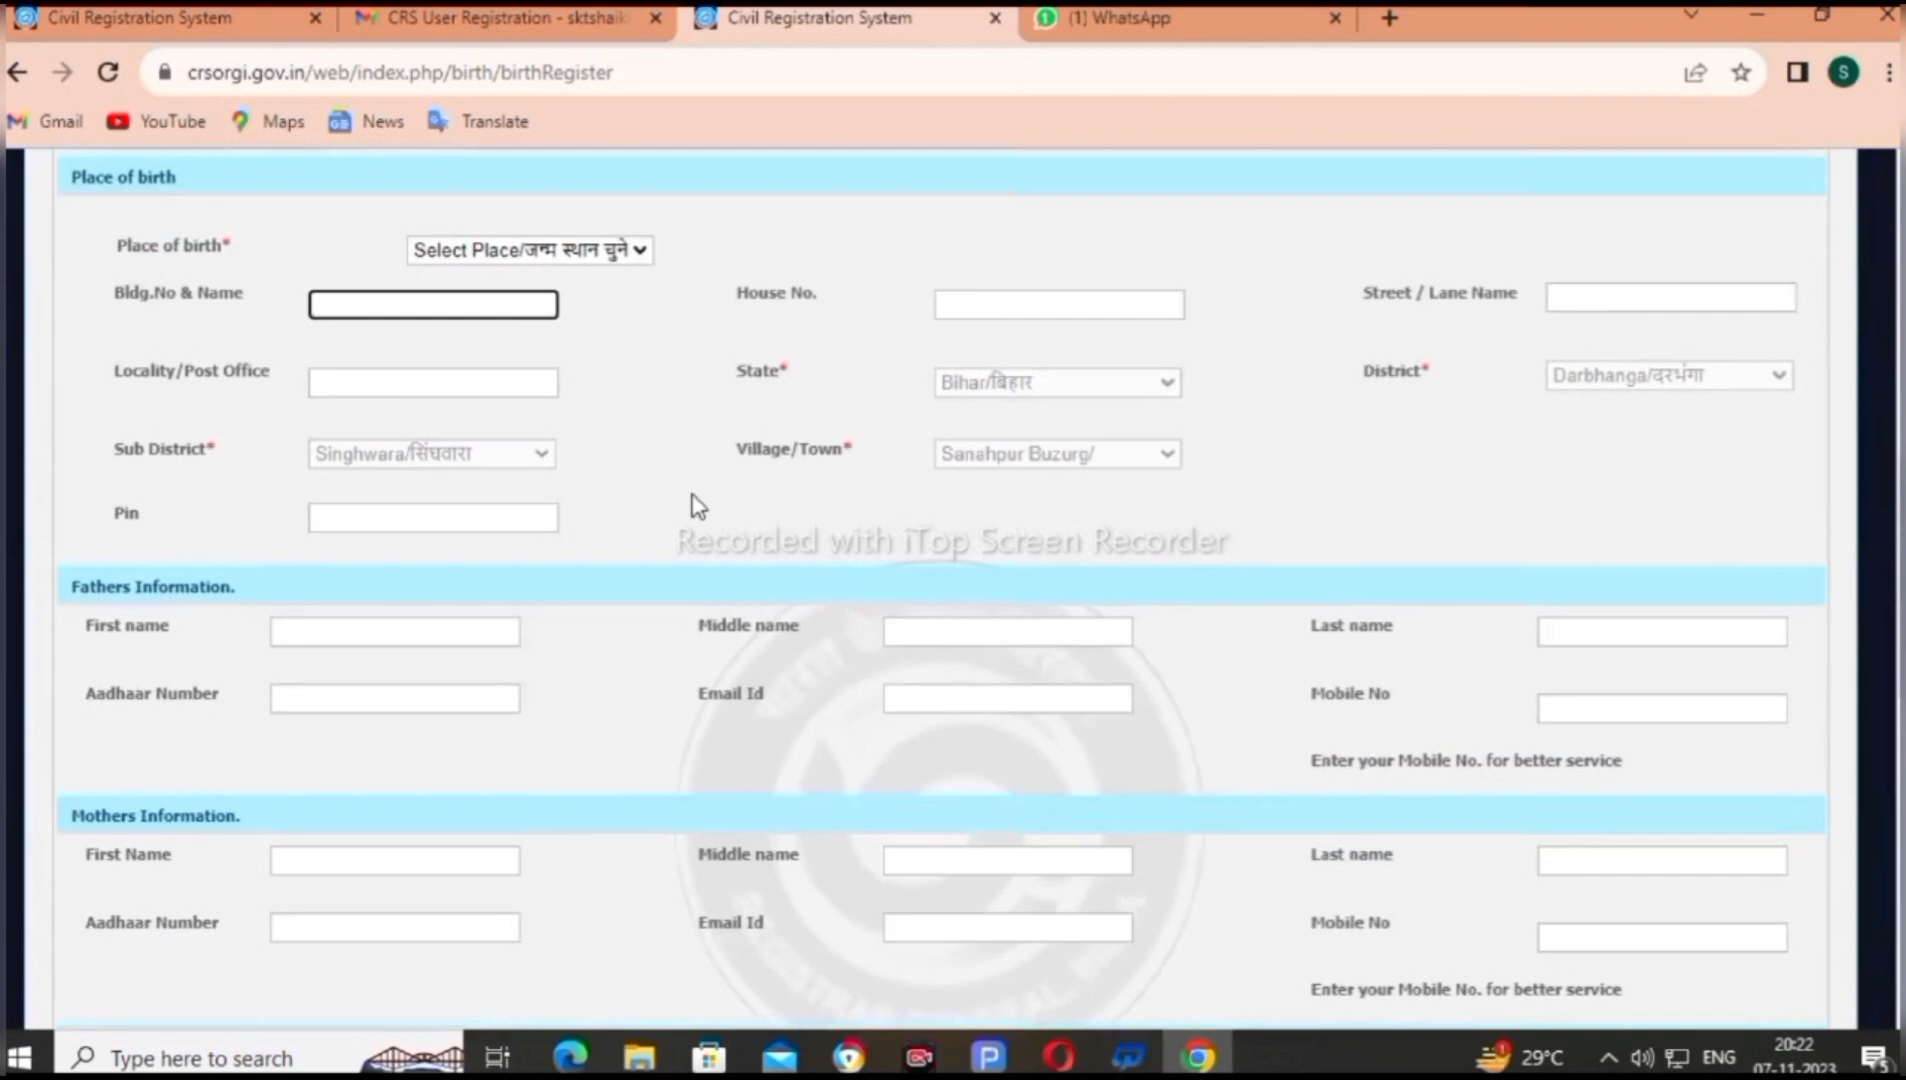 Civil Registration System
CRS User Registration - sktshaik
Civil Registration System
(1) WhatsApp
crsorgi.gov.in/web/index.php/birth/birthRegister
S
Gmail YouTube Maps News Translate
Place of birth
Place of birth* Select Place/जन्म स्थान चुने
Bldg.No & Name House No. Street / Lane Name
Locality/Post Office State* Bihar/बिहार District* Darbhanga/दरभंगा
Sub District* Singhwara/सिंघवारा Village/Town* Sanahpur Buzurg/
Pin
Recorded with iTop Screen Recorder
Fathers Information.
First name Middle name Last name
Aadhaar Number Email Id Mobile No
Enter your Mobile No. for better service
Mothers Information.
First Name Middle name Last name
Aadhaar Number Email Id Mobile No
Enter your Mobile No. for better service
Type here to search
29°C ENG
20:22
07-11-2023